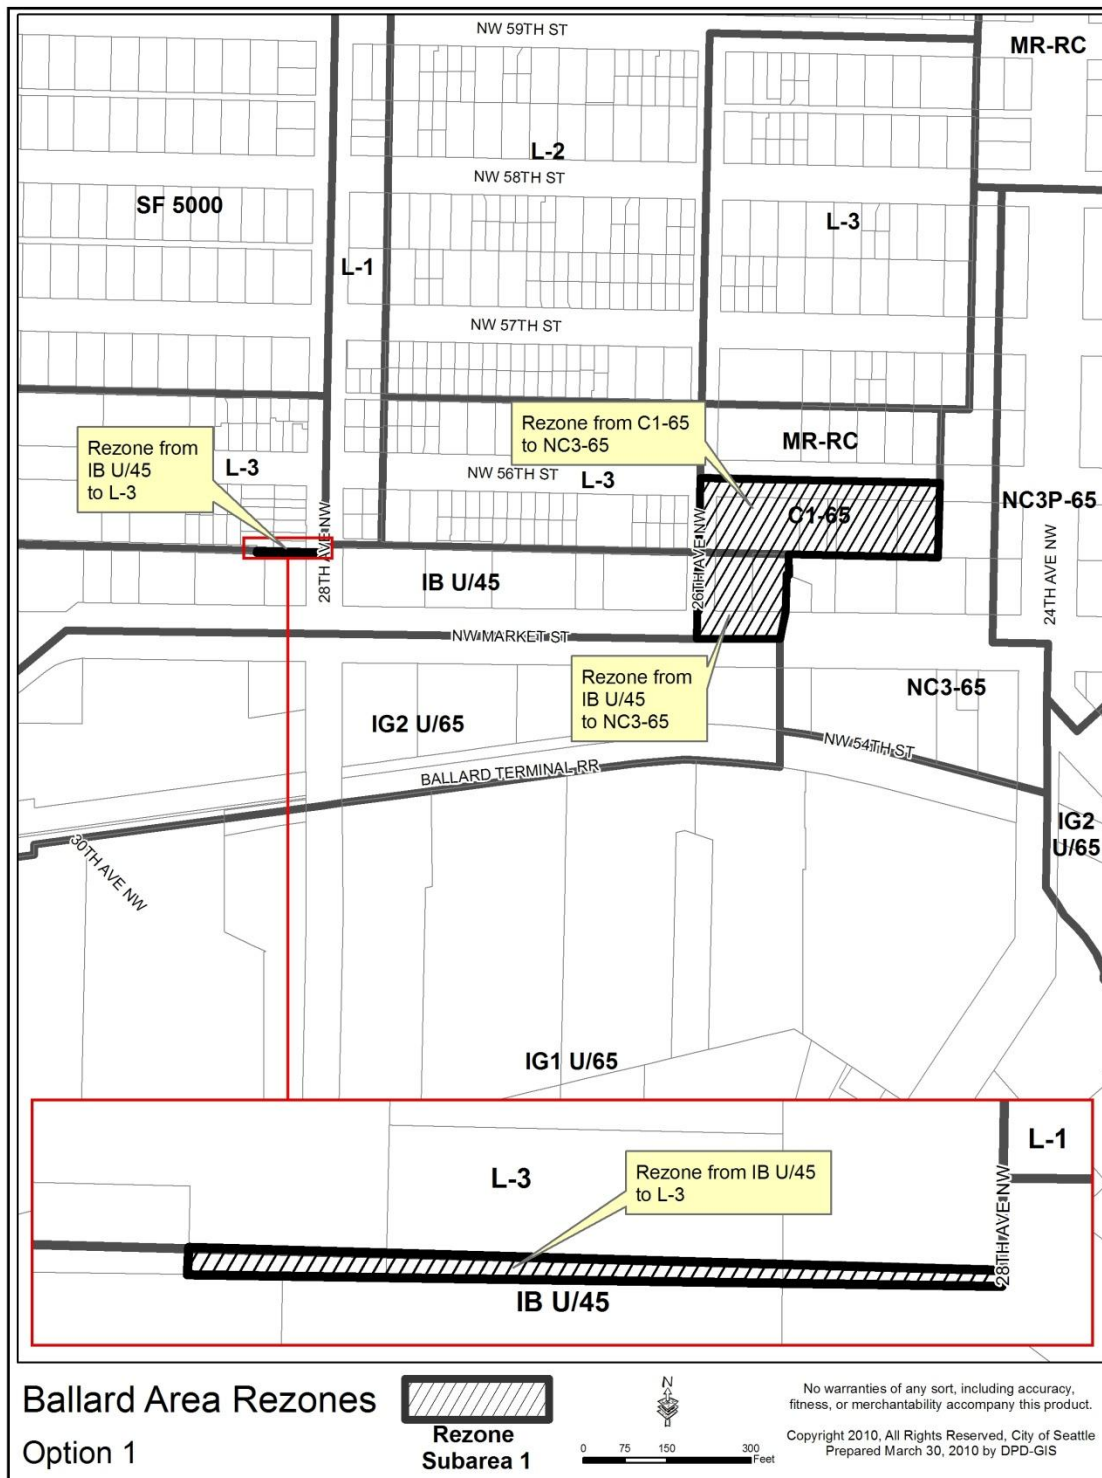 NW 59TH ST
MR-RC
L-2
NW 58TH ST
SF 5000
L-3
L-1
NW 57TH ST
Rezone from C1-65
to NC3-65
Rezone from
IB U/45
to L-3
MR-RC
L-3
NW 56TH ST
L-3
NC3P-65
C1-65
28TH AVE NW
26TH AVE NW
24TH AVE NW
IB U/45
NW MARKET ST
Rezone from
IB U/45
to NC3-65
NC3-65
IG2 U/65
NW 54TH ST
BALLARD TERMINAL RR
IG2
U/65
30TH AVE NW
IG1 U/65
L-1
L-3
Rezone from IB U/45
to L-3
28TH AVE NW
IB U/45
Ballard Area Rezones
Option 1
Rezone
Subarea 1
N
0 75 150 300
Feet
No warranties of any sort, including accuracy,
fitness, or merchantability accompany this product.
Copyright 2010, All Rights Reserved, City of Seattle
Prepared March 30, 2010 by DPD-GIS